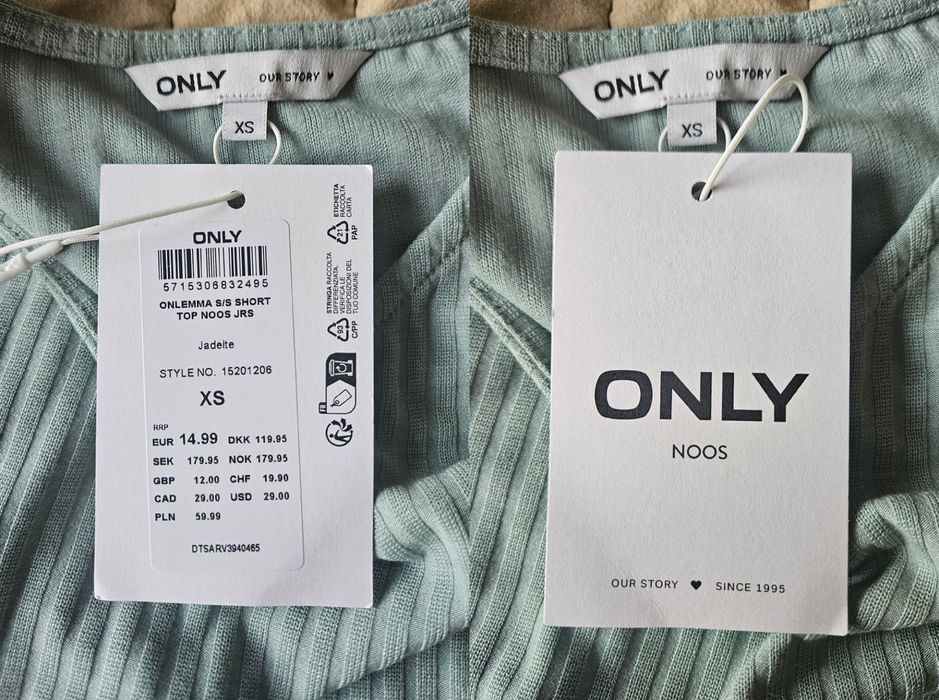 ONLY OUR STORY ♥
XS
ONLY
5715306832495
ONLEMMA S/S SHORT
TOP NOOS JRS
Jadeite
STYLE NO. 15201206
XS
RRP
EUR 14.99 DKK 119.95
SEK 179.95 NOK 179.95
GBP 12.00 CHF 19.90
CAD 29.00 USD 29.00
PLN 59.99
DTSARV3940465
ETICHETTA
RACCOLTA
CARTA
21
PAP
STRINGA RACCOLTA
DIFFERENZIATA.
VERIFICA LE
DISPOSIZIONI DEL
TUO COMUNE
93
C/PP
FR
ONLY OUR STORY ♥
XS
ONLY
NOOS
OUR STORY ♥ SINCE 1995